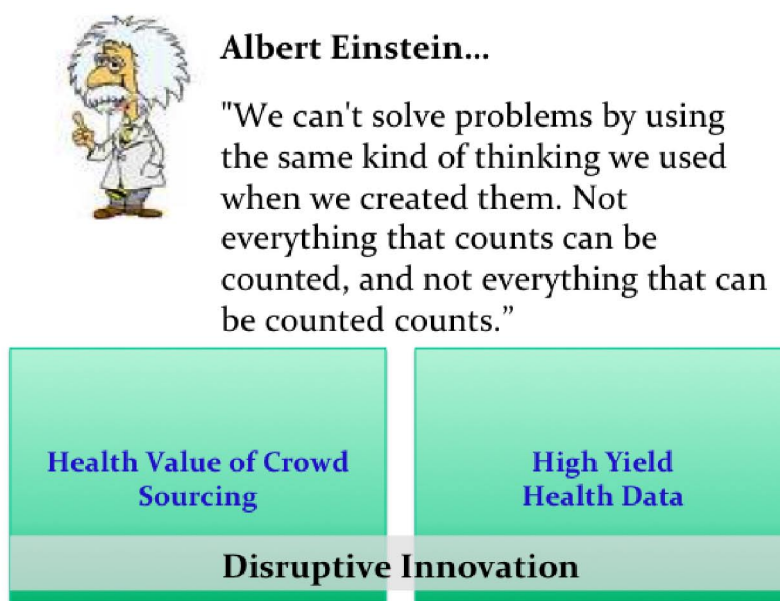 Albert Einstein...
"We can't solve problems by using
the same kind of thinking we used
when we created them. Not
everything that counts can be
counted, and not everything that can
be counted counts.”
Health Value of Crowd
Sourcing
High Yield
Health Data
Disruptive Innovation